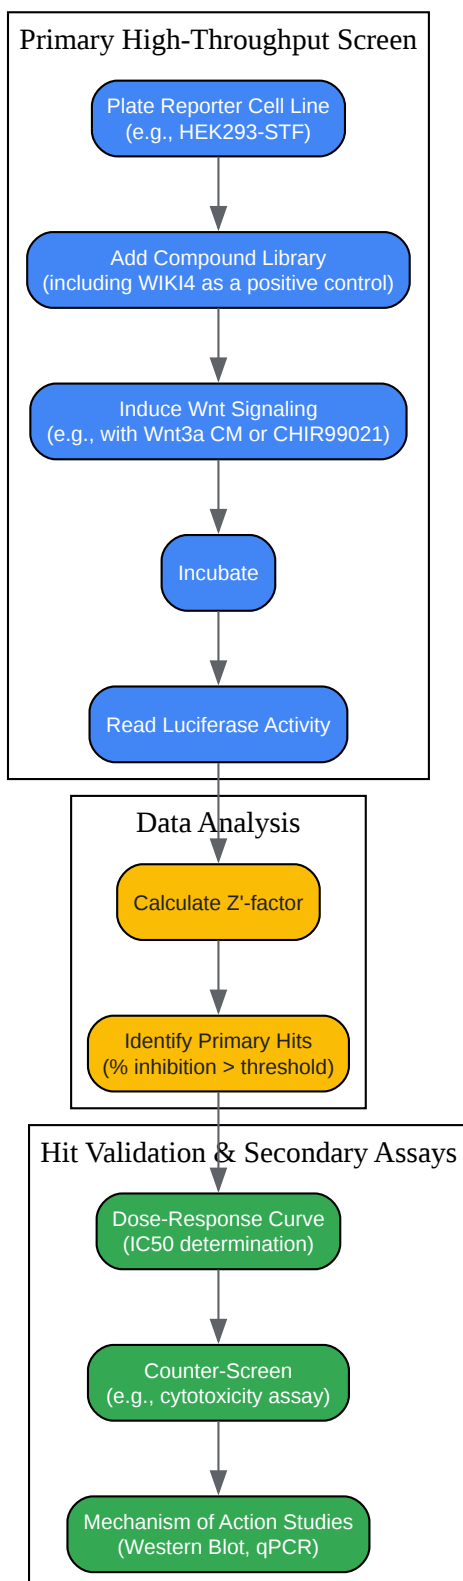 Primary High-Throughput Screen
Plate Reporter Cell Line
(e.g., HEK293-STF)
Add Compound Library
(including WIKI4 as a positive control)
Induce Wnt Signaling
(e.g., with Wnt3a CM or CHIR99021)
Incubate
Read Luciferase Activity
Data Analysis
Calculate Z'-factor
Identify Primary Hits
(% inhibition > threshold)
Hit Validation & Secondary Assays
Dose-Response Curve
(IC50 determination)
Counter-Screen
(e.g., cytotoxicity assay)
Mechanism of Action Studies
(Western Blot, qPCR)